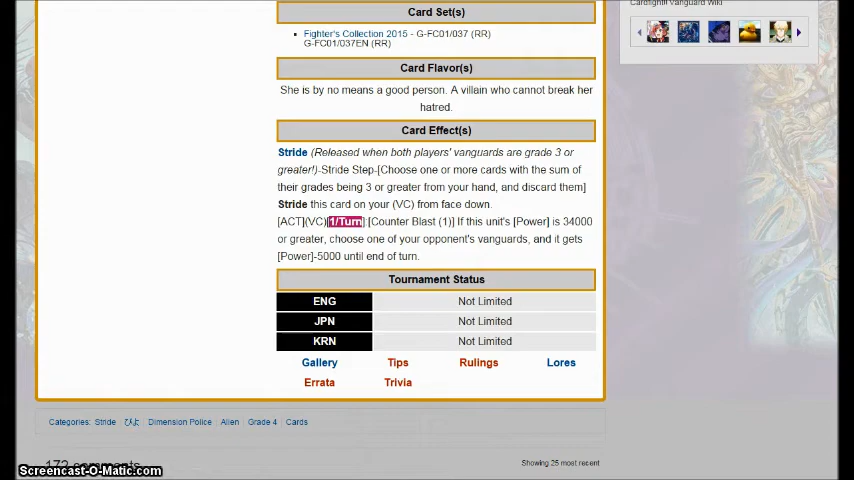 Cardfight!! Vanguard Wiki
Card Set(s)
Fighter's Collection 2015 - G-FC01/037 (RR)
G-FC01/037EN (RR)
Card Flavor(s)
She is by no means a good person. A villain who cannot break her
hatred.
Card Effect(s)
Stride (Released when both players' vanguards are grade 3 or
greater!)-Stride Step-[Choose one or more cards with the sum of
their grades being 3 or greater from your hand, and discard them]
Stride this card on your (VC) from face down.
[ACT](VC)[1/Turn]:[Counter Blast (1)] If this unit's [Power] is 34000
or greater, choose one of your opponent's vanguards, and it gets
[Power]-5000 until end of turn.
Tournament Status
ENG Not Limited
JPN Not Limited
KRN Not Limited
Gallery Tips Rulings Lores
Errata Trivia
Categories: Stride ぴよ Dimension Police Alien Grade 4 Cards
172 comments
Showing 25 most recent
Screencast-O-Matic.com